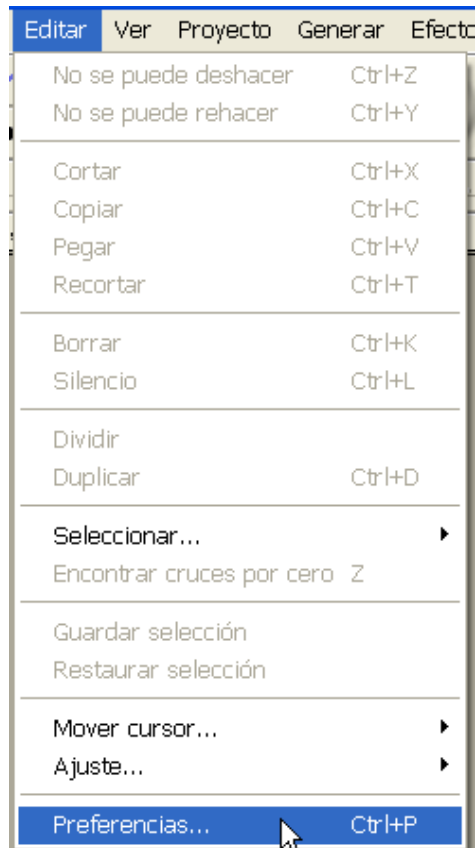 Editar Ver Proyecto Generar Efecto
No se puede deshacer Ctrl+Z
No se puede rehacer Ctrl+Y
Cortar Ctrl+X
Copiar Ctrl+C
Pegar Ctrl+V
Recortar Ctrl+T
Borrar Ctrl+K
Silencio Ctrl+L
Dividir
Duplicar Ctrl+D
Seleccionar...
Encontrar cruces por cero Z
Guardar selección
Restaurar selección
Mover cursor...
Ajuste...
Preferencias... Ctrl+P